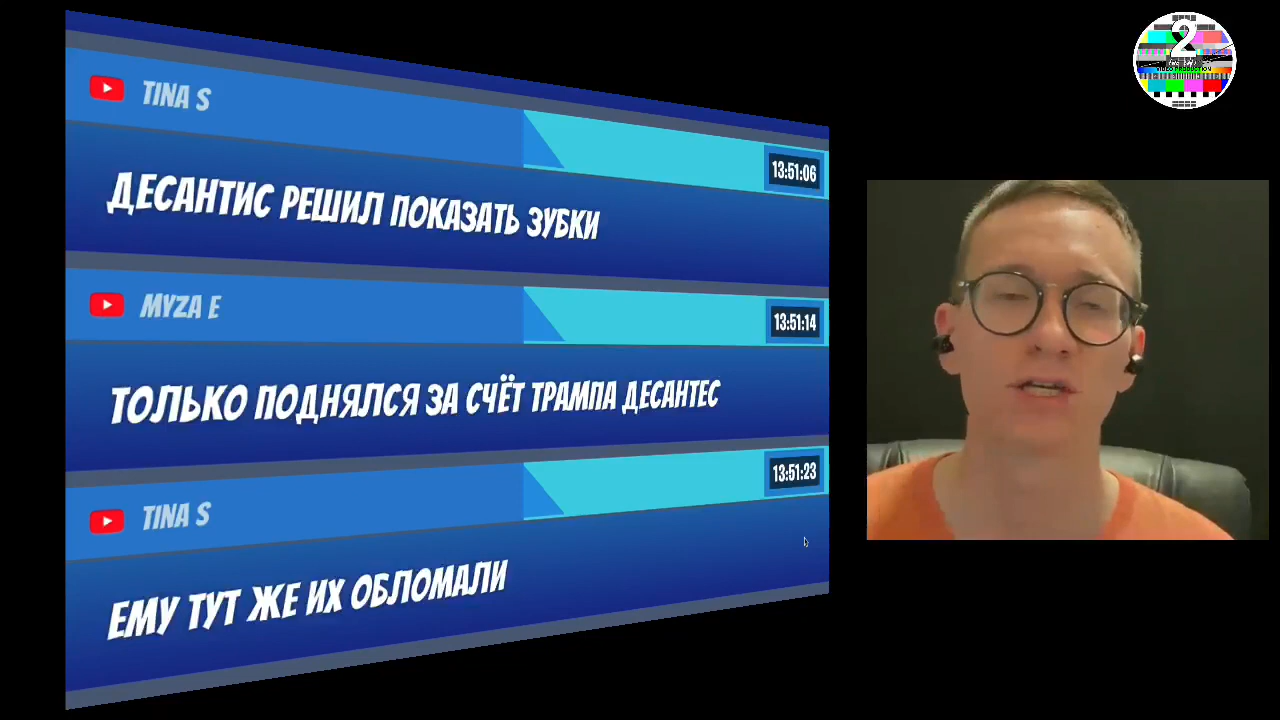 TINA S
13:51:06
ДЕСАНТИС РЕШИЛ ПОКАЗАТЬ ЗУБКИ
MYZA E
13:51:14
ТОЛЬКО ПОДНЯЛСЯ ЗА СЧЁТ ТРАМПА ДЕСАНТЕС
TINA S
13:51:23
ЕМУ ТУТ ЖЕ ИХ ОБЛОМАЛИ
2